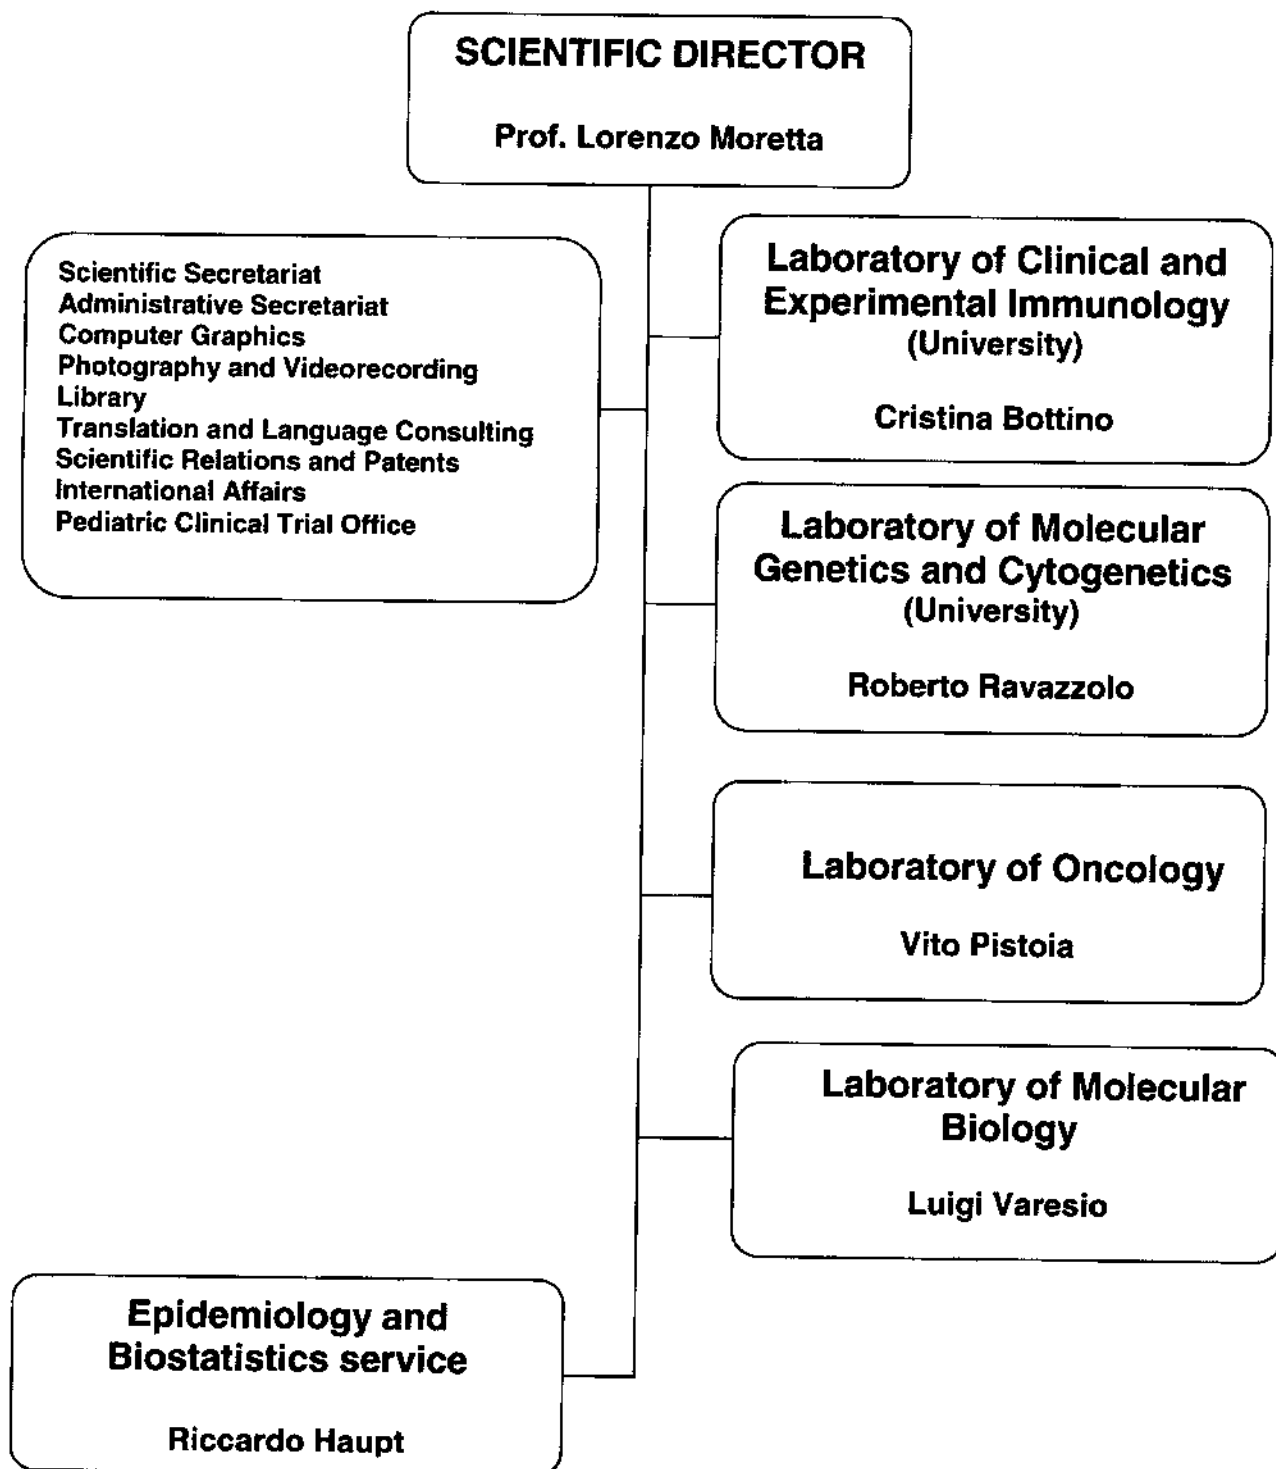 SCIENTIFIC DIRECTOR
Prof. Lorenzo Moretta
Scientific Secretariat
Administrative Secretariat
Computer Graphics
Photography and Videorecording
Library
Translation and Language Consulting
Scientific Relations and Patents
International Affairs
Pediatric Clinical Trial Office
Laboratory of Clinical and
Experimental Immunology
(University)
Cristina Bottino
Laboratory of Molecular
Genetics and Cytogenetics
(University)
Roberto Ravazzolo
Laboratory of Oncology
Vito Pistoia
Laboratory of Molecular
Biology
Luigi Varesio
Epidemiology and
Biostatistics service
Riccardo Haupt